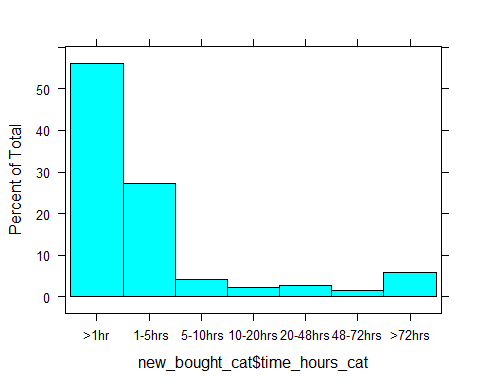 Percent of Total
50
40
30
20
10
0
>1hr 1-5hrs 5-10hrs 10-20hrs 20-48hrs 48-72hrs >72hrs
new_bought_cat$time_hours_cat